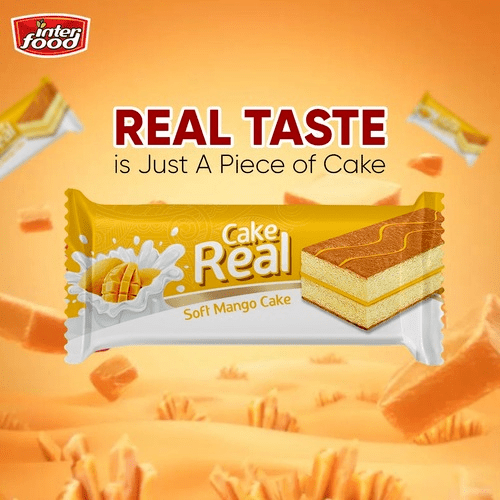 inter
food
REAL TASTE
is Just A Piece of Cake
Cake
Real
Soft Mango Cake